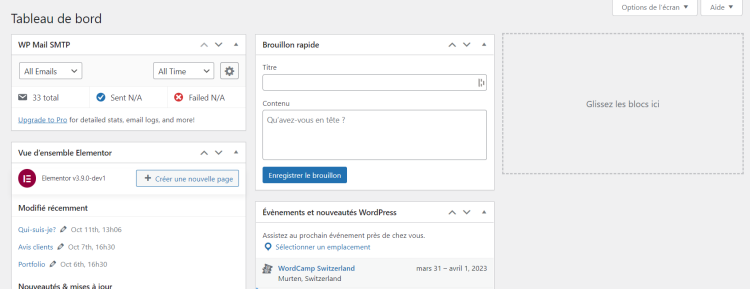 Options de l'écran ▼
Aide ▼
Tableau de bord
WP Mail SMTP
All Emails
All Time
33 total
Sent N/A
Failed N/A
Upgrade to Pro for detailed stats, email logs, and more!
Vue d'ensemble Elementor
Elementor v3.9.0-dev1
+ Créer une nouvelle page
Modifié récemment
Qui-suis-je? Oct 11th, 13h06
Avis clients Oct 7th, 16h30
Portfolio Oct 6th, 16h30
Nouveautés & mises à jour
Brouillon rapide
Titre
Contenu
Qu'avez-vous en tête ?
Enregistrer le brouillon
Évènements et nouveautés WordPress
Assistez au prochain évènement près de chez vous.
Sélectionner un emplacement
WordCamp Switzerland
mars 31 – avril 1, 2023
Murten, Switzerland
Glissez les blocs ici